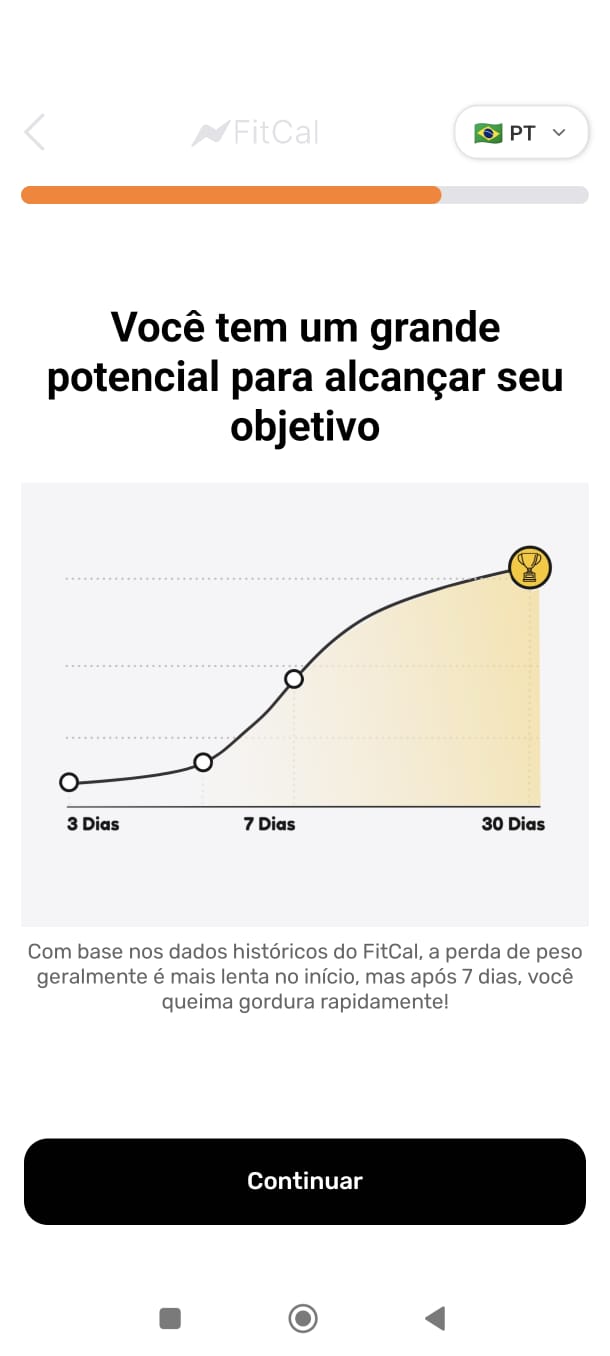 FitCal
PT
Você tem um grande
potencial para alcançar seu
objetivo
3 Dias
7 Dias
30 Dias
Com base nos dados históricos do FitCal, a perda de peso
geralmente é mais lenta no início, mas após 7 dias, você
queima gordura rapidamente!
Continuar